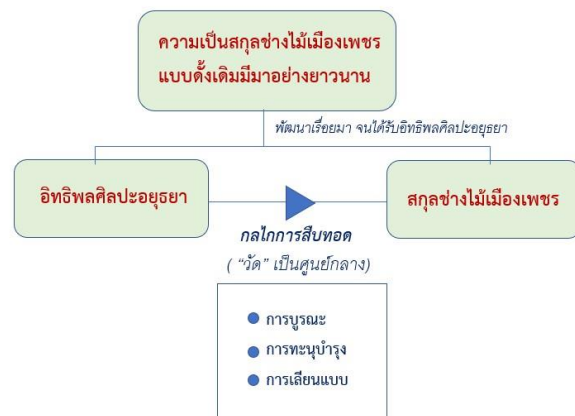 ความเป็นสกุลช่างไม้เมืองเพชร
แบบดั้งเดิมมีมาอย่างยาวนาน
พัฒนาเรื่อยมา จนได้รับอิทธิพลศิลปะอยุธยา
อิทธิพลศิลปะอยุธยา
สกุลช่างไม้เมืองเพชร
กลไกการสืบทอด
( “วัด” เป็นศูนย์กลาง)
การบูรณะ
การทะนุบำรุง
การเลียนแบบ